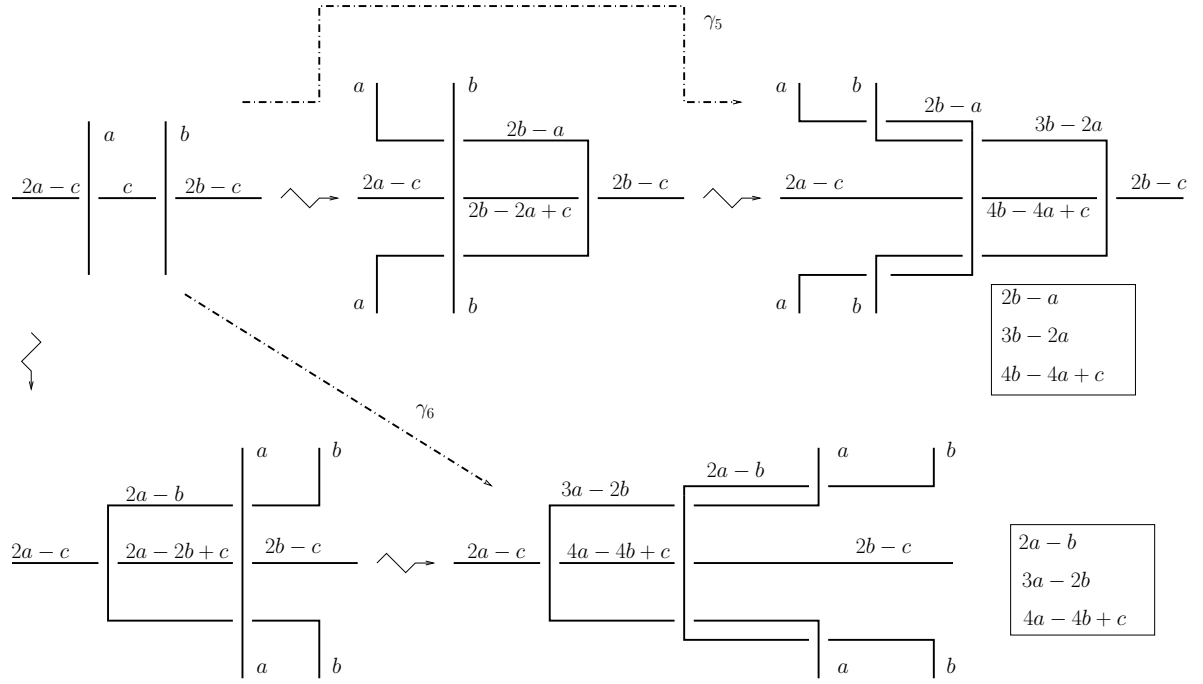 γ₅
a b 2b − a
a b
2b − a 3b − 2a
a b
2a − c c 2b − c
2a − c 2b − c
2b − 2a + c
2a − c 2b − c
4b − 4a + c
a b
a b
2b − a
3b − 2a
4b − 4a + c
γ₆
a b
a b
2a − b
2a − b
3a − 2b
2a − c 2a − 2b + c 2b − c
2a − c 4a − 4b + c 2b − c
2a − b
3a − 2b
4a − 4b + c
a b
a b